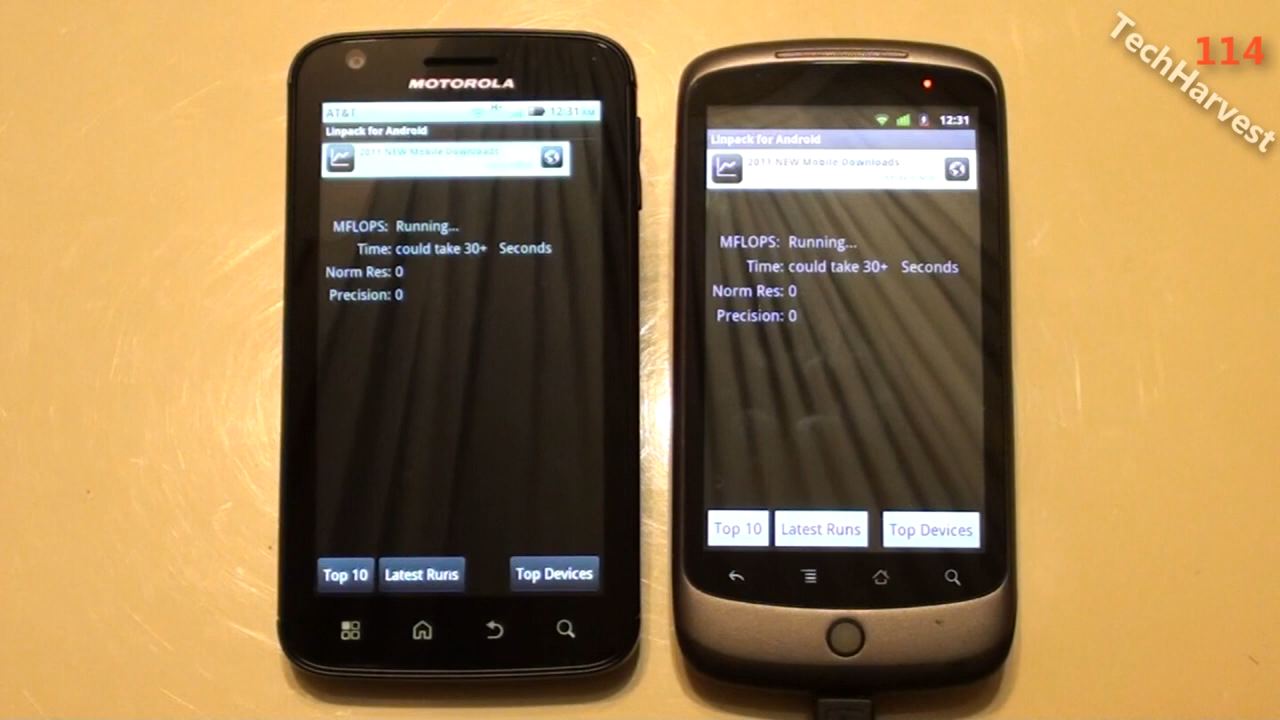 TechHarvest 114
MOTOROLA
AT&T 12:31
Linpack for Android
2011 NEW Mobile Downloads
MFLOPS: Running...
Time: could take 30+ Seconds
Norm Res: 0
Precision: 0
Top 10 Latest Runs Top Devices
12:31
Linpack for Android
2011 NEW Mobile Downloads
MFLOPS: Running...
Time: could take 30+ Seconds
Norm Res: 0
Precision: 0
Top 10 Latest Runs Top Devices